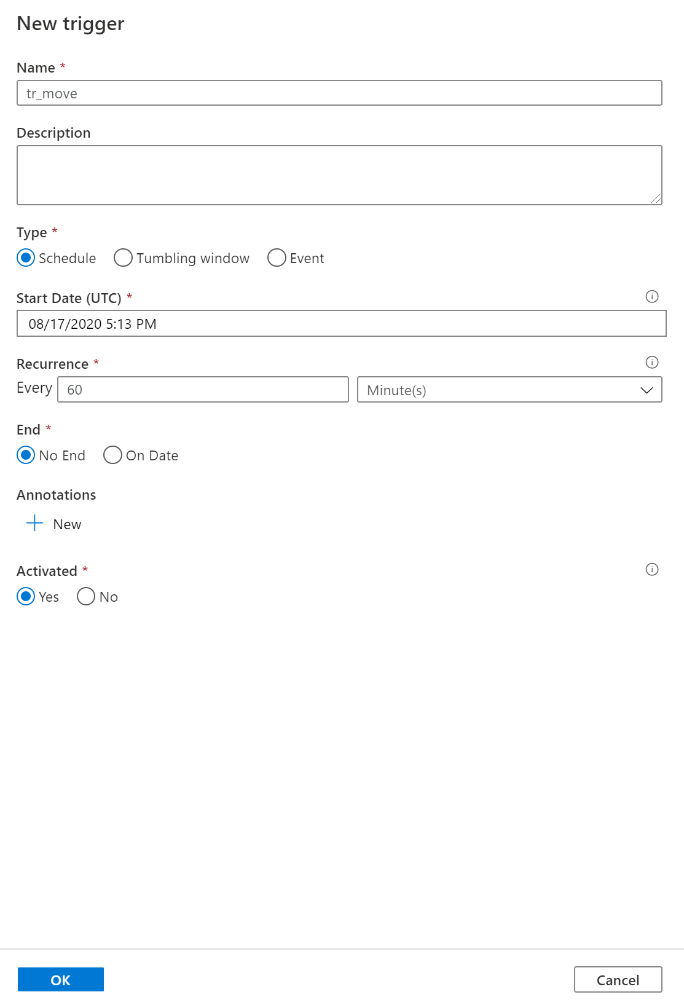 New trigger
Name *
tr_move
Description
Type *
Schedule Tumbling window Event
Start Date (UTC) *
08/17/2020 5:13 PM
Recurrence *
Every 60 Minute(s)
End *
No End On Date
Annotations
New
Activated *
Yes No
OK Cancel